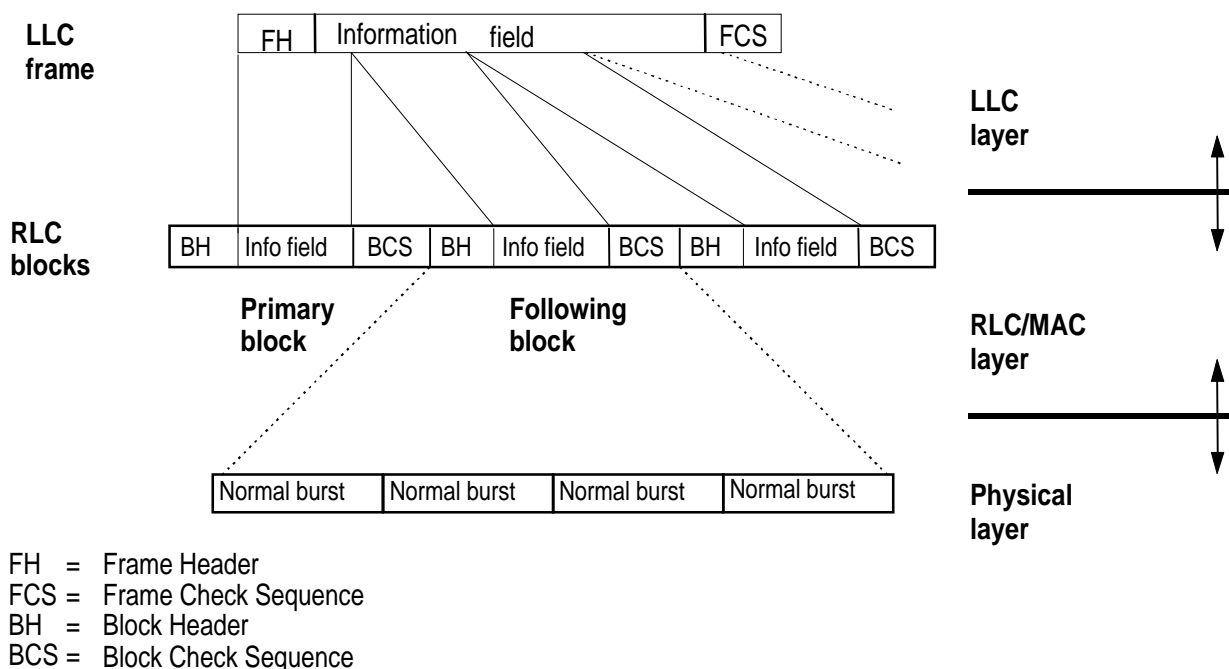 LLC
frame
FH Information field FCS
LLC
layer
RLC
blocks
BH Info field BCS BH Info field BCS BH Info field BCS
Primary
block
Following
block
RLC/MAC
layer
Normal burst Normal burst Normal burst Normal burst
Physical
layer
FH = Frame Header
FCS = Frame Check Sequence
BH = Block Header
BCS = Block Check Sequence